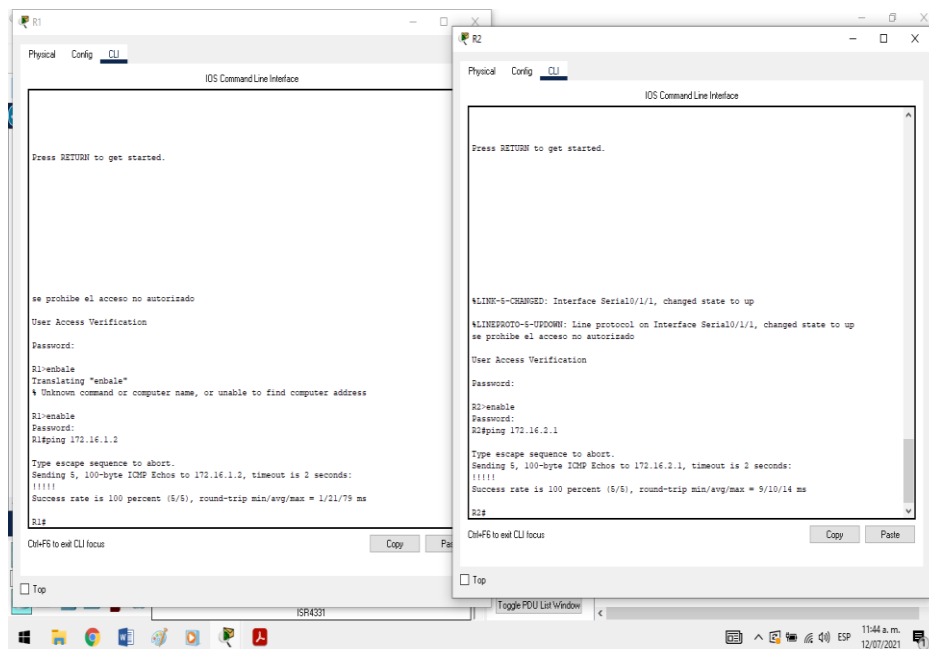 R1
Physical Config CLI
IOS Command Line Interface
Press RETURN to get started.
se prohibe el acceso no autorizado
User Access Verification
Password:
R1>enbale
Translating "enbale"
% Unknown command or computer name, or unable to find computer address
R1>enable
Password:
R1#ping 172.16.1.2
Type escape sequence to abort.
Sending 5, 100-byte ICMP Echos to 172.16.1.2, timeout is 2 seconds:
!!!!!
Success rate is 100 percent (5/5), round-trip min/avg/max = 1/21/79 ms
R1#
Ctrl+F6 to exit CLI focus
Copy
Top
R2
Physical Config CLI
IOS Command Line Interface
Press RETURN to get started.
%LINK-5-CHANGED: Interface Serial0/1/1, changed state to up
%LINEPROTO-5-UPDOWN: Line protocol on Interface Serial0/1/1, changed state to up
se prohibe el acceso no autorizado
User Access Verification
Password:
R2>enable
Password:
R2#ping 172.16.2.1
Type escape sequence to abort.
Sending 5, 100-byte ICMP Echos to 172.16.2.1, timeout is 2 seconds:
!!!!!
Success rate is 100 percent (5/5), round-trip min/avg/max = 9/10/14 ms
R2#
Ctrl+F6 to exit CLI focus
Copy Paste
Top
ISR4331
Toggle PDU List Window
ESP
11:44 a. m.
12/07/2021
1